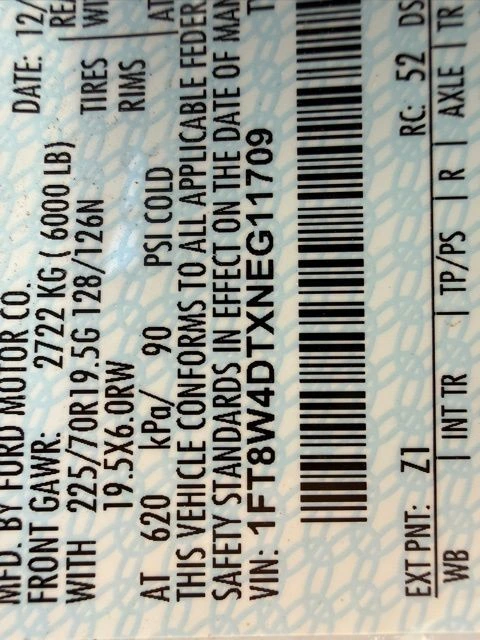 MFD. BY FORD MOTOR CO.
DATE: 12/
FRONT GAWR: 2722 KG ( 6000 LB)
WITH 225/70R19.5G 128/126N TIRES
19.5X6.0RW RIMS
AT 620 kPa/ 90 PSI COLD AT
THIS VEHICLE CONFORMS TO ALL APPLICABLE FEDER
SAFETY STANDARDS IN EFFECT ON THE DATE OF MAN
VIN: 1FT8W4DTXNEG11709
EXT PNT: Z1 RC: 52 DS
WB | INT TR | TP/PS | R | AXLE | TR